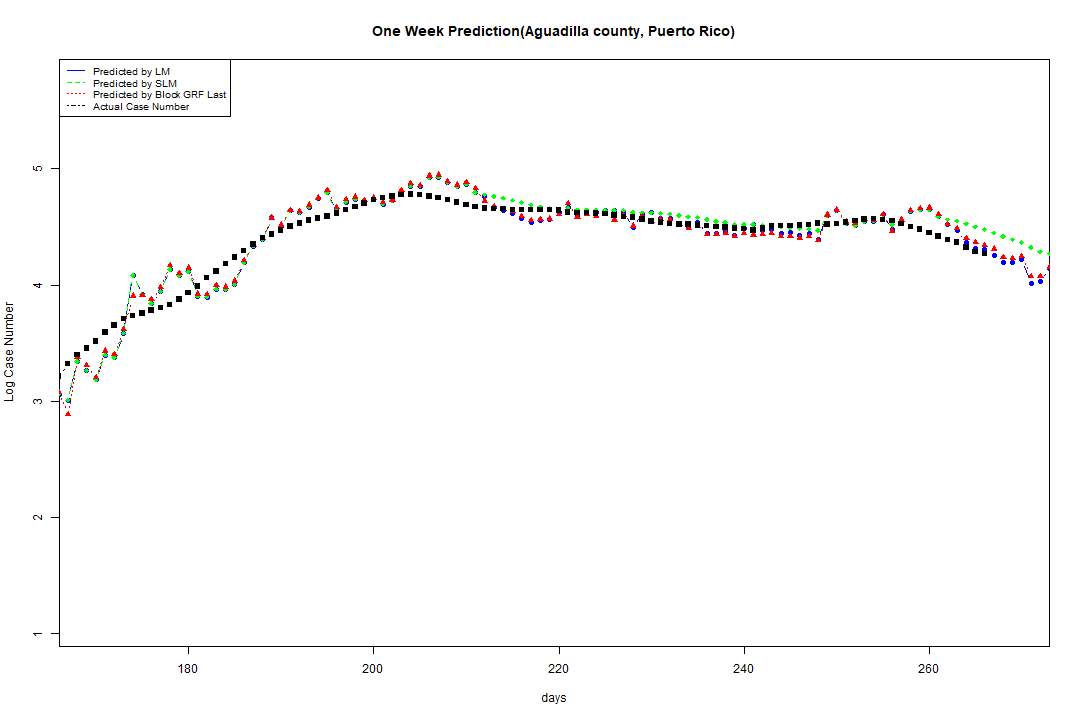 One Week Prediction(Aguadilla county, Puerto Rico)
Predicted by LM
Predicted by SLM
Predicted by Block GRF Last
Actual Case Number
5
4
3
2
1
Log Case Number
180 200 220 240 260
days